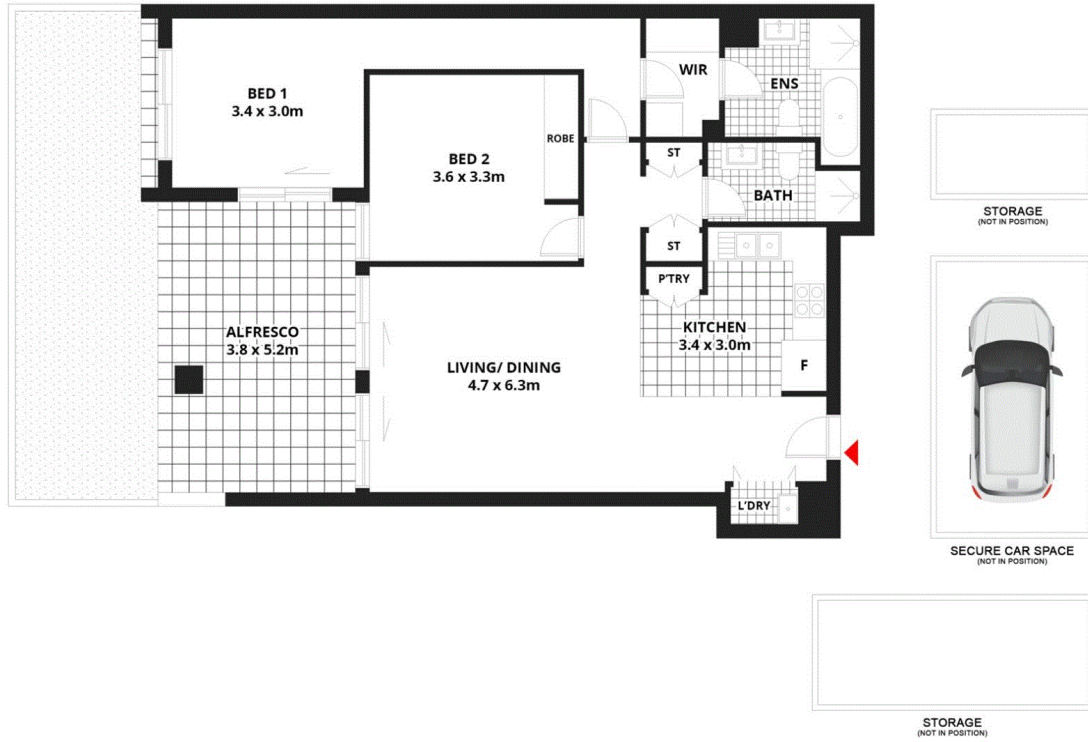 BED 1
3.4 x 3.0m
WIR
ENS
ROBE
BED 2
3.6 x 3.3m
ST
BATH
ST
P'TRY
KITCHEN
3.4 x 3.0m
F
ALFRESCO
3.8 x 5.2m
LIVING/ DINING
4.7 x 6.3m
L'DRY
STORAGE
(NOT IN POSITION)
SECURE CAR SPACE
(NOT IN POSITION)
STORAGE
(NOT IN POSITION)